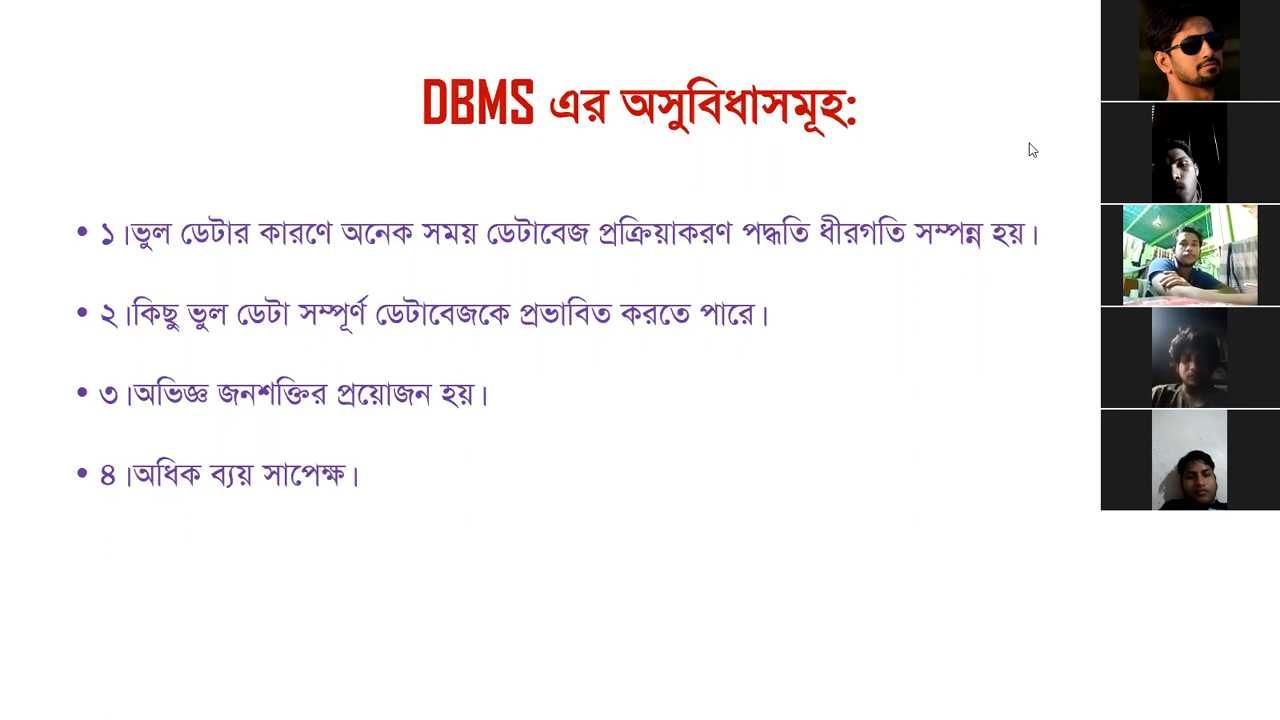 DBMS এর অসুবিধাসমূহ:
• ১।ভুল ডেটার কারণে অনেক সময় ডেটাবেজ প্রক্রিয়াকরণ পদ্ধতি ধীরগতি সম্পন্ন হয়।
• ২।কিছু ভুল ডেটা সম্পূর্ণ ডেটাবেজকে প্রভাবিত করতে পারে।
• ৩।অভিজ্ঞ জনশক্তির প্রয়োজন হয়।
• ৪।অধিক ব্যয় সাপেক্ষ।